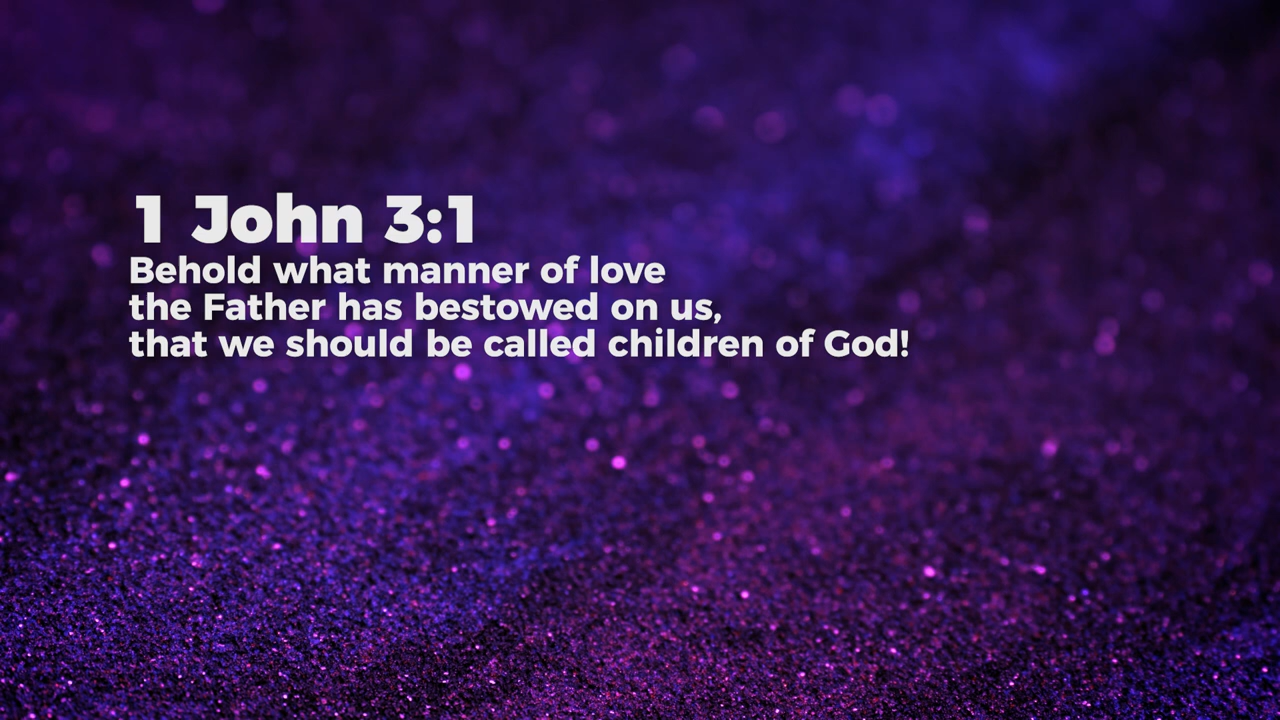 1 John 3:1
Behold what manner of love
the Father has bestowed on us,
that we should be called children of God!